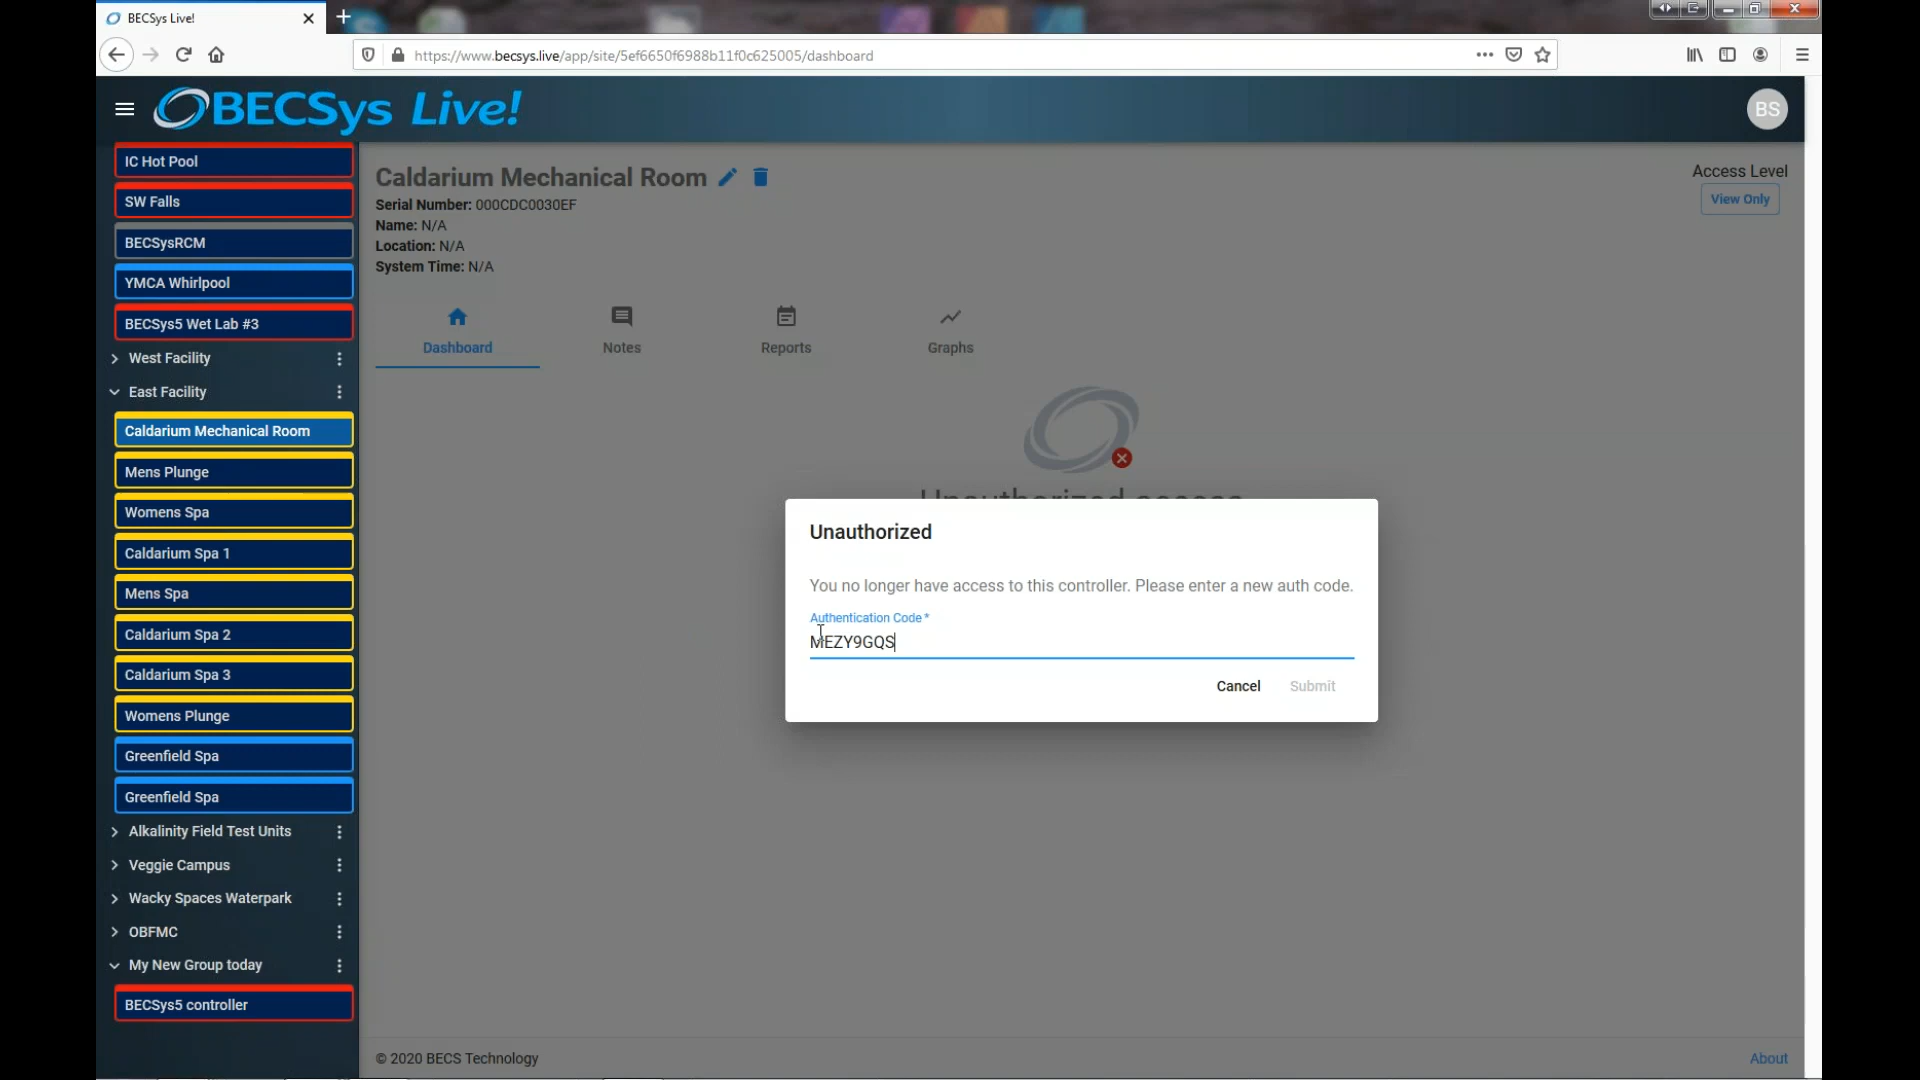 BECSys Live!
https://www.becsys.live/app/site/5ef6650f6988b11f0c625005/dashboard
BECSys Live!
BS
IC Hot Pool
SW Falls
BECSysRCM
YMCA Whirlpool
BECSys5 Wet Lab #3
West Facility
East Facility
Caldarium Mechanical Room
Mens Plunge
Womens Spa
Caldarium Spa 1
Mens Spa
Caldarium Spa 2
Caldarium Spa 3
Womens Plunge
Greenfield Spa
Greenfield Spa
Alkalinity Field Test Units
Veggie Campus
Wacky Spaces Waterpark
OBFMC
My New Group today
BECSys5 controller
Caldarium Mechanical Room
Serial Number: 000CDC0030EF
Name: N/A
Location: N/A
System Time: N/A
Access Level
View Only
Dashboard
Notes
Reports
Graphs
Unauthorized access
Unauthorized
You no longer have access to this controller. Please enter a new auth code.
Authentication Code *
MEZY9GQS
Cancel
Submit
© 2020 BECS Technology
About